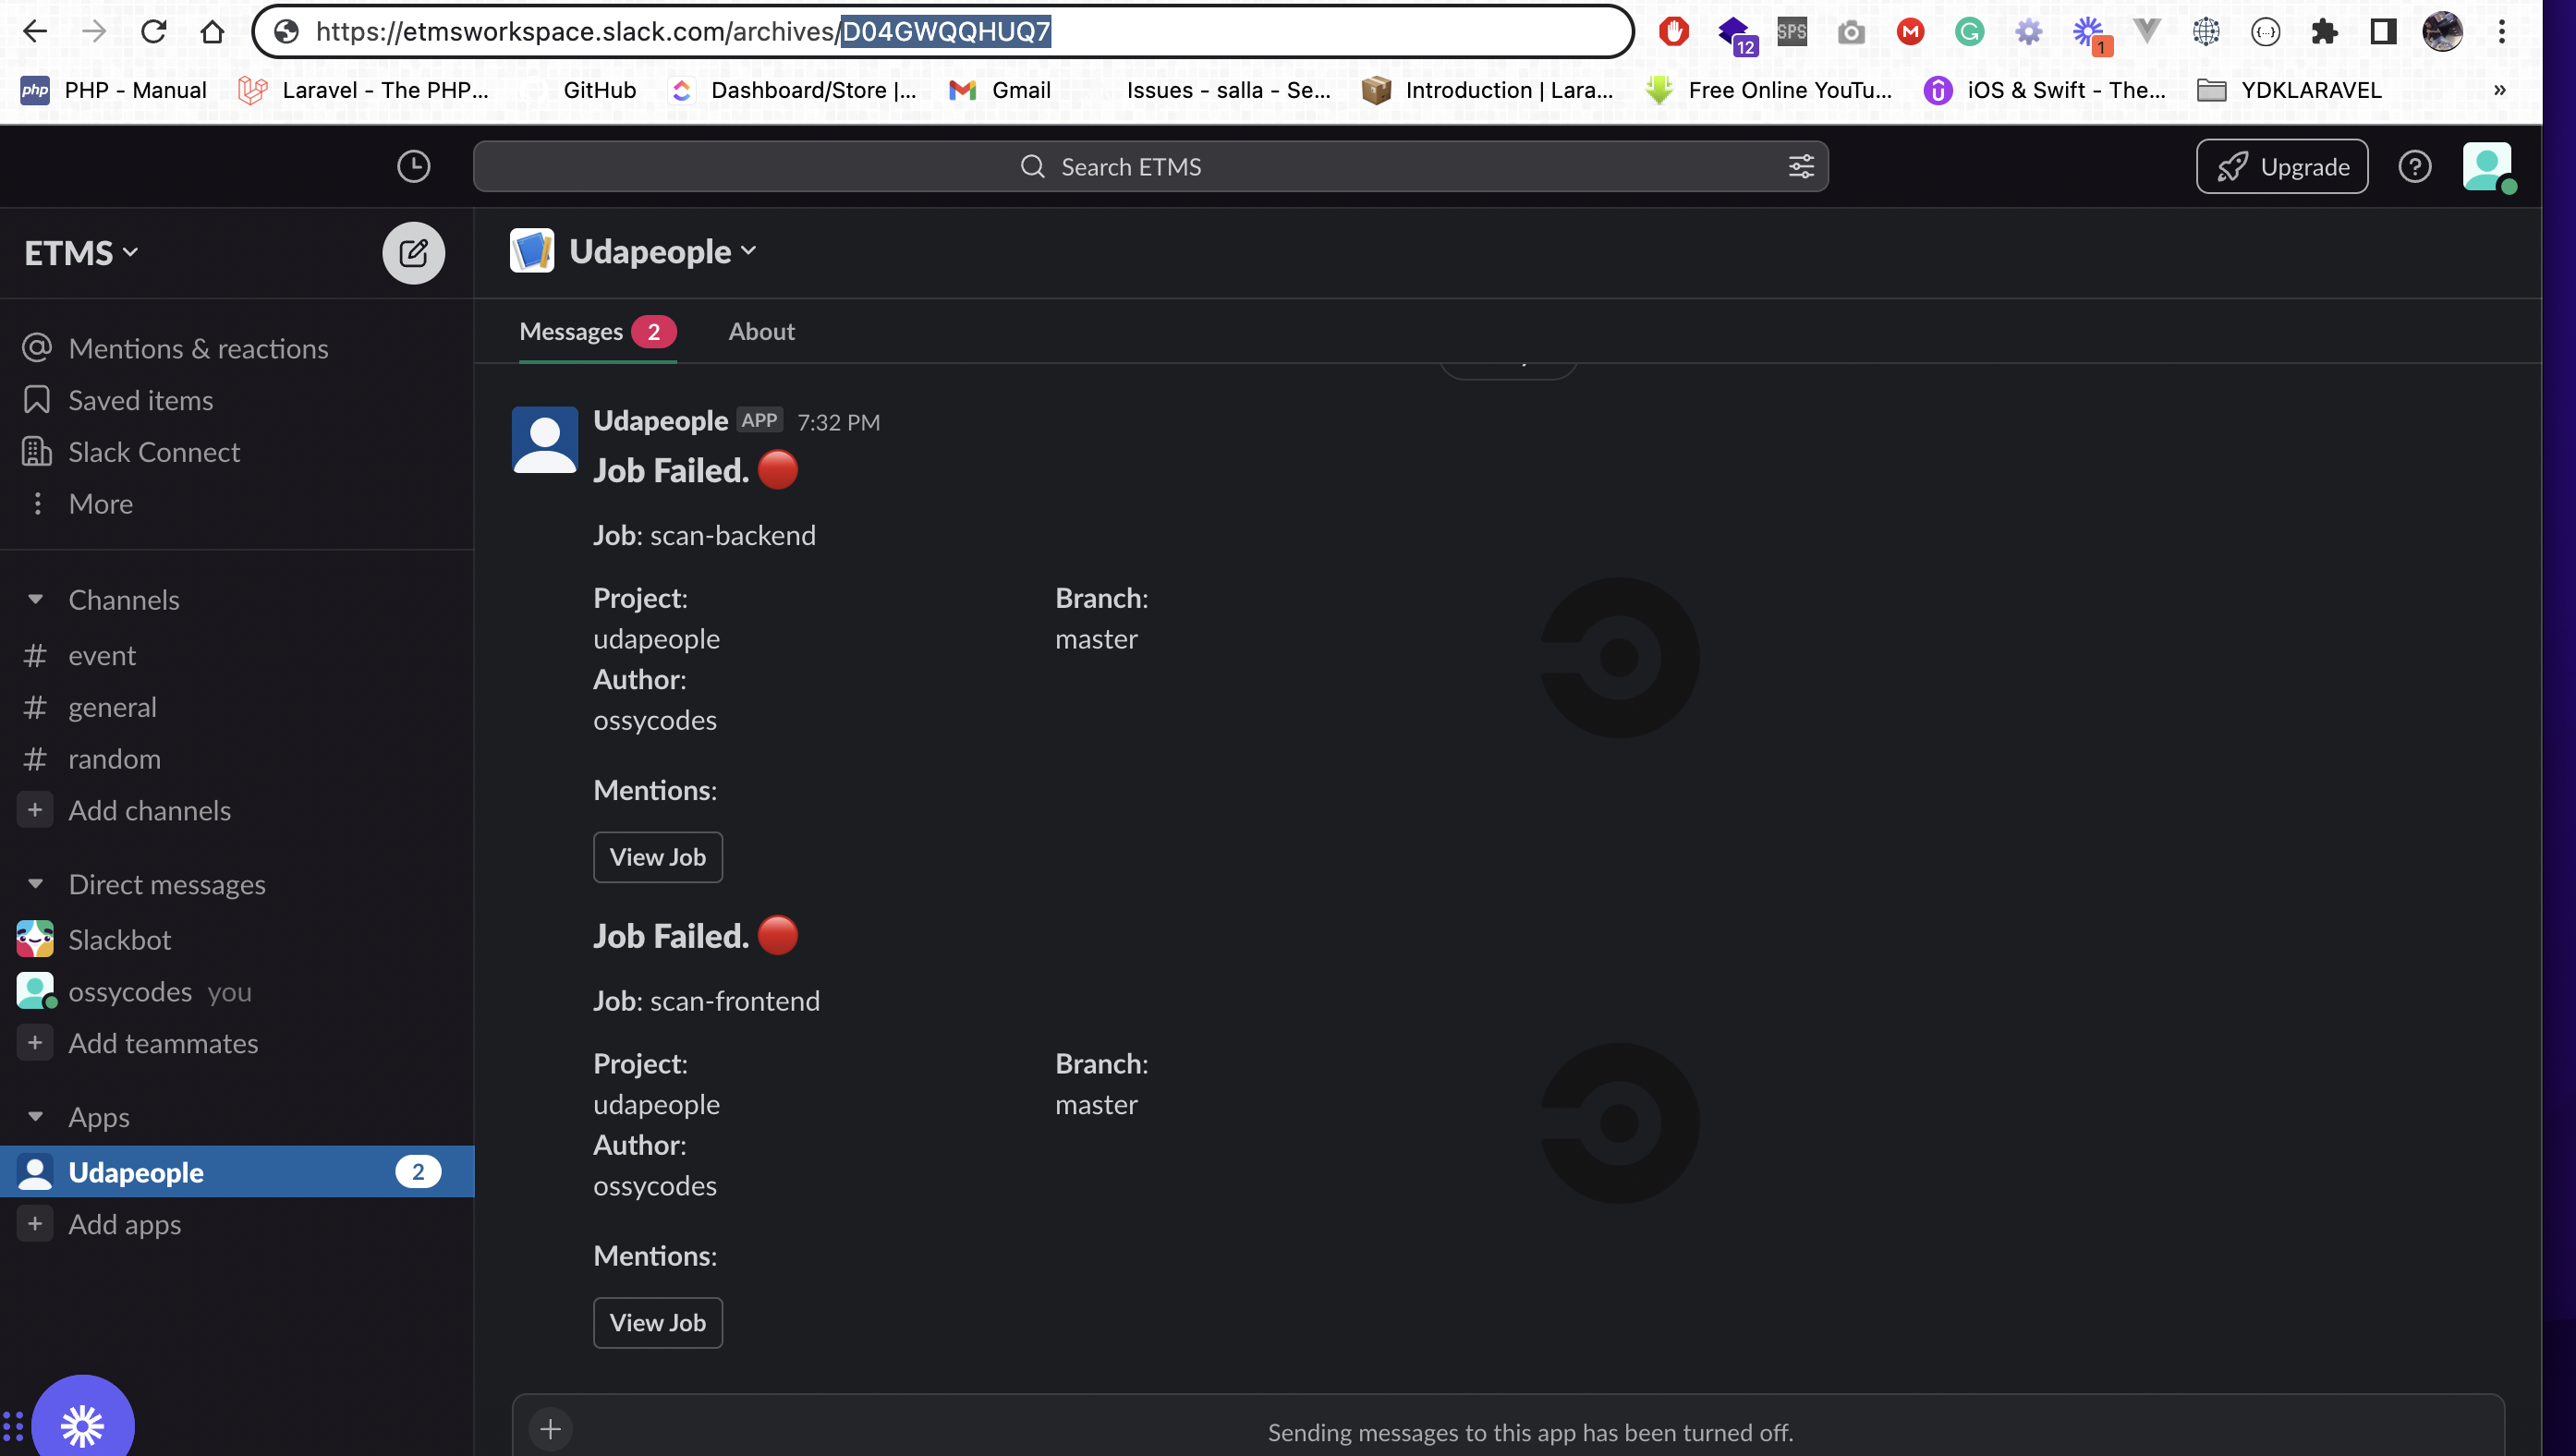 https://etmsworkspace.slack.com/archives/D04GWQQHUQ7
SPS
12
1
php PHP - Manual
Laravel - The PHP...
GitHub
Dashboard/Store |...
Gmail
Issues - salla - Se...
Introduction | Lara...
Free Online YouTu...
iOS & Swift - The...
YDKLARAVEL
»
Search ETMS
Upgrade
ETMS
Udapeople
Messages 2
About
Mentions & reactions
Saved items
Slack Connect
More
Channels
# event
# general
# random
+ Add channels
Direct messages
Slackbot
ossycodes you
+ Add teammates
Apps
Udapeople 2
+ Add apps
Udapeople APP 7:32 PM
Job Failed.
Job: scan-backend
Project: Branch:
udapeople master
Author:
ossycodes
Mentions:
View Job
Job Failed.
Job: scan-frontend
Project: Branch:
udapeople master
Author:
ossycodes
Mentions:
View Job
Sending messages to this app has been turned off.